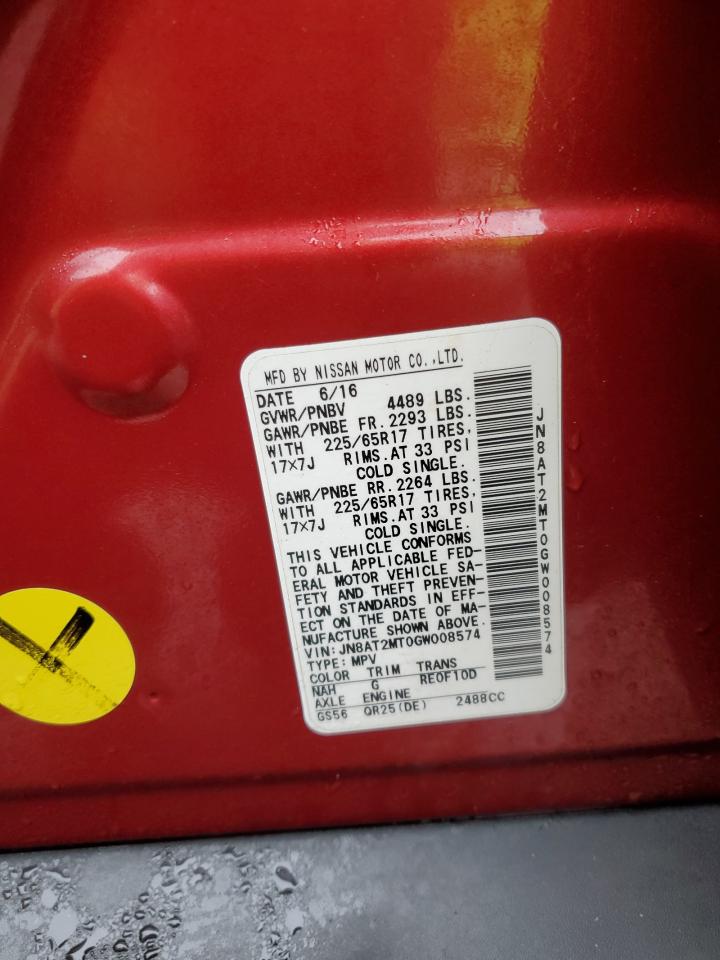 MFD BY NISSAN MOTOR CO.,LTD.
DATE 6/16
GVWR/PNBV 4489 LBS.
GAWR/PNBE FR. 2293 LBS.
WITH 225/65R17 TIRES,
17×7J RIMS.AT 33 PSI
COLD SINGLE.
GAWR/PNBE RR. 2264 LBS.
WITH 225/65R17 TIRES,
17×7J RIMS.AT 33 PSI
COLD SINGLE.
THIS VEHICLE CONFORMS
TO ALL APPLICABLE FED-
ERAL MOTOR VEHICLE SA-
FETY AND THEFT PREVEN-
TION STANDARDS IN EFF-
ECT ON THE DATE OF MA-
NUFACTURE SHOWN ABOVE.
VIN: JN8AT2MT0GW008574
TYPE: MPV
COLOR TRIM TRANS
NAH G RE0F10D
AXLE ENGINE
GS56 QR25(DE) 2488CC
JN8AT2MT0GW008574